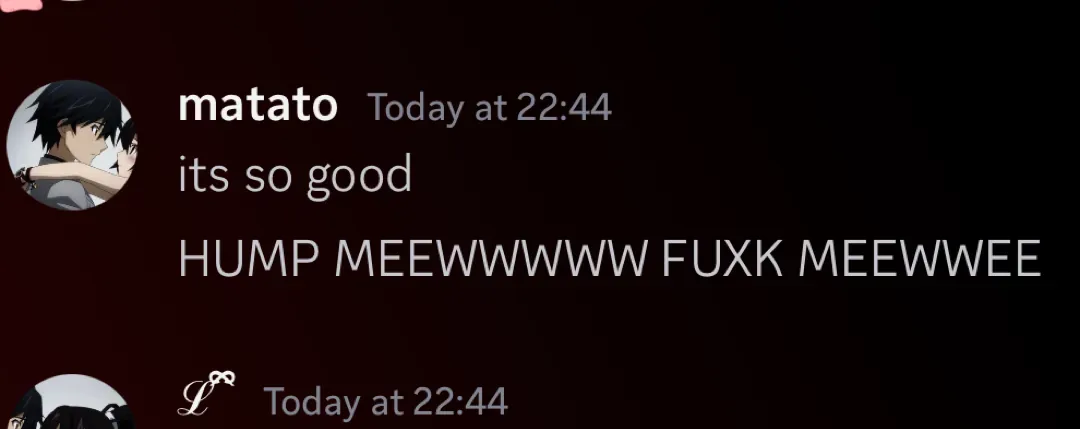 matato Today at 22:44
its so good
HUMP MEEWWWWW FUXK MEEWWEE
ℒ Today at 22:44